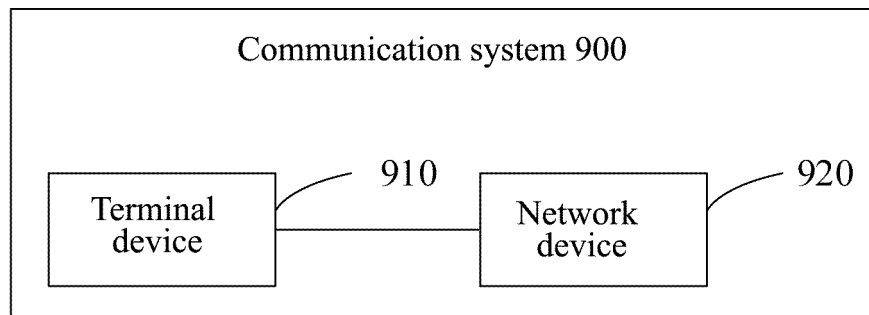 Communication system 900
910
920
Terminal
device
Network
device